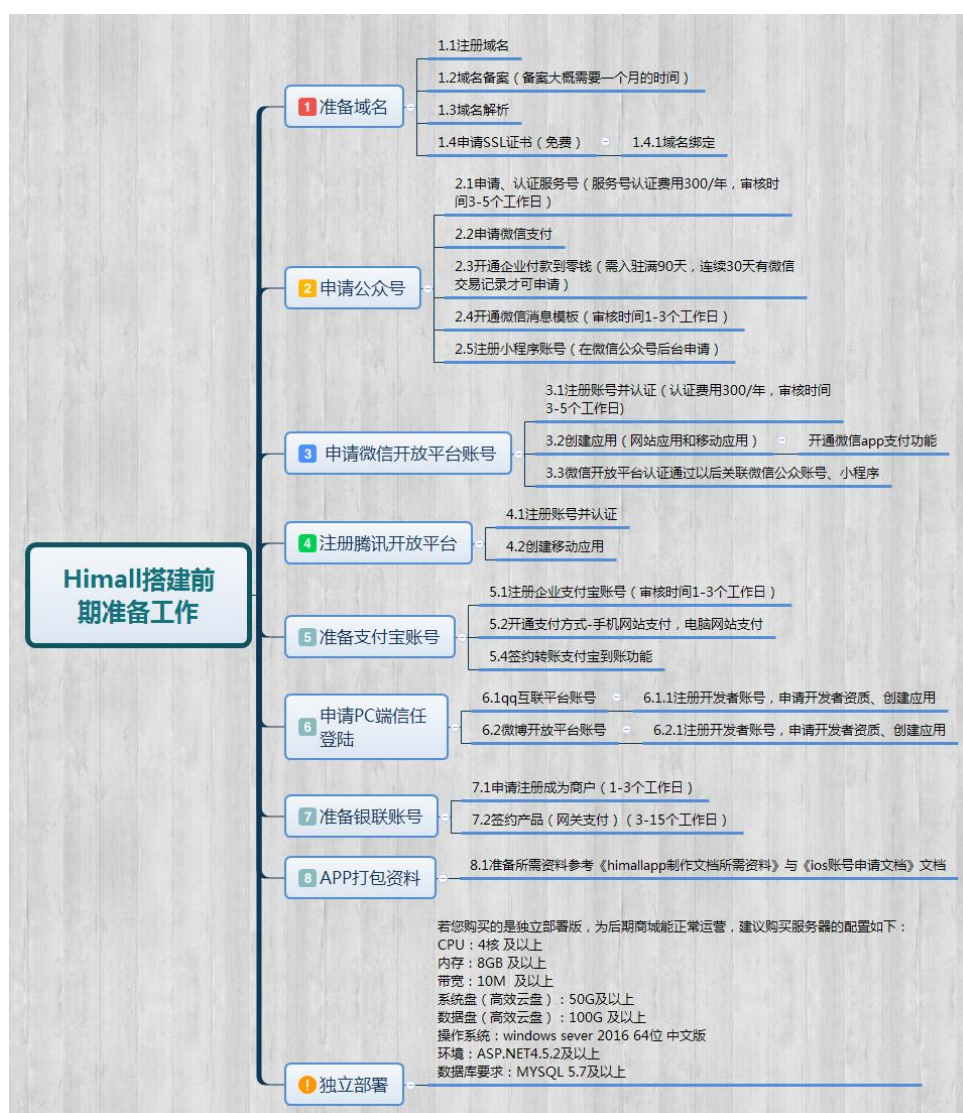 Himall搭建前
期准备工作
1 准备域名
1.1注册域名
1.2域名备案（备案大概需要一个月的时间）
1.3域名解析
1.4申请SSL证书（免费）
1.4.1域名绑定
2 申请公众号
2.1申请、认证服务号（服务号认证费用300/年，审核时
间3-5个工作日）
2.2申请微信支付
2.3开通企业付款到零钱（需入驻满90天，连续30天有微信
交易记录才可申请）
2.4开通微信消息模板（审核时间1-3个工作日）
2.5注册小程序账号（在微信公众号后台申请）
3 申请微信开放平台账号
3.1注册账号并认证（认证费用300/年，审核时间
3-5个工作日)
3.2创建应用（网站应用和移动应用）
开通微信app支付功能
3.3微信开放平台认证通过以后关联微信公众账号、小程序
4 注册腾讯开放平台
4.1注册账号并认证
4.2创建移动应用
5 准备支付宝账号
5.1注册企业支付宝账号（审核时间1-3个工作日）
5.2开通支付方式-手机网站支付，电脑网站支付
5.4签约转账支付宝到账功能
6 申请PC端信任
登陆
6.1qq互联平台账号
6.1.1注册开发者账号，申请开发者资质、创建应用
6.2微博开放平台账号
6.2.1注册开发者账号，申请开发者资质、创建应用
7 准备银联账号
7.1申请注册成为商户（1-3个工作日）
7.2签约产品（网关支付）（3-15个工作日）
8 APP打包资料
8.1准备所需资料参考《himallapp制作文档所需资料》与《ios账号申请文档》文档
! 独立部署
若您购买的是独立部署版，为后期商城能正常运营，建议购买服务器的配置如下：
CPU：4核 及以上
内存：8GB 及以上
带宽：10M 及以上
系统盘（高效云盘）：50G及以上
数据盘（高效云盘）：100G 及以上
操作系统：windows sever 2016 64位 中文版
环境：ASP.NET4.5.2及以上
数据库要求：MYSQL 5.7及以上